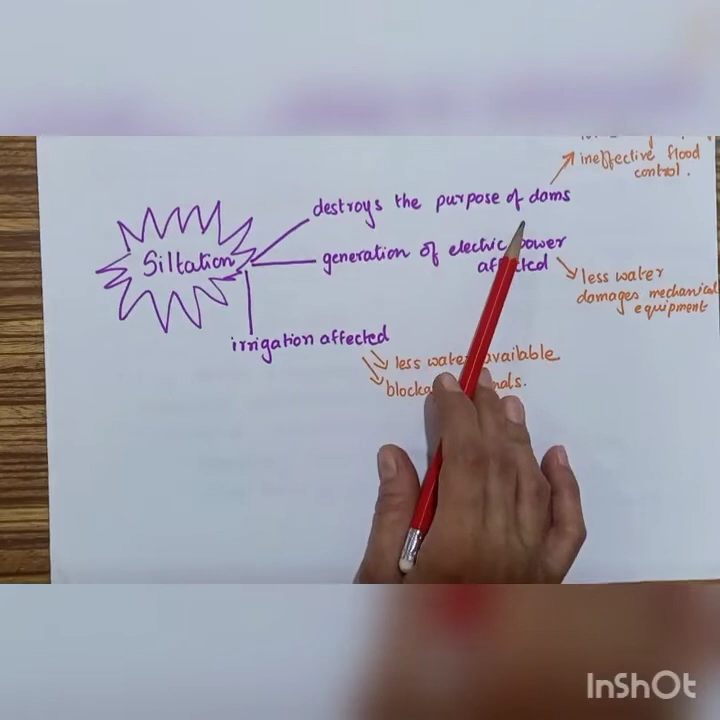 ineffective flood
control.
destroys the purpose of dams
Siltation
generation of electric power
affected
less water
damages mechanical
equipment
irrigation affected
less water available
InShOt